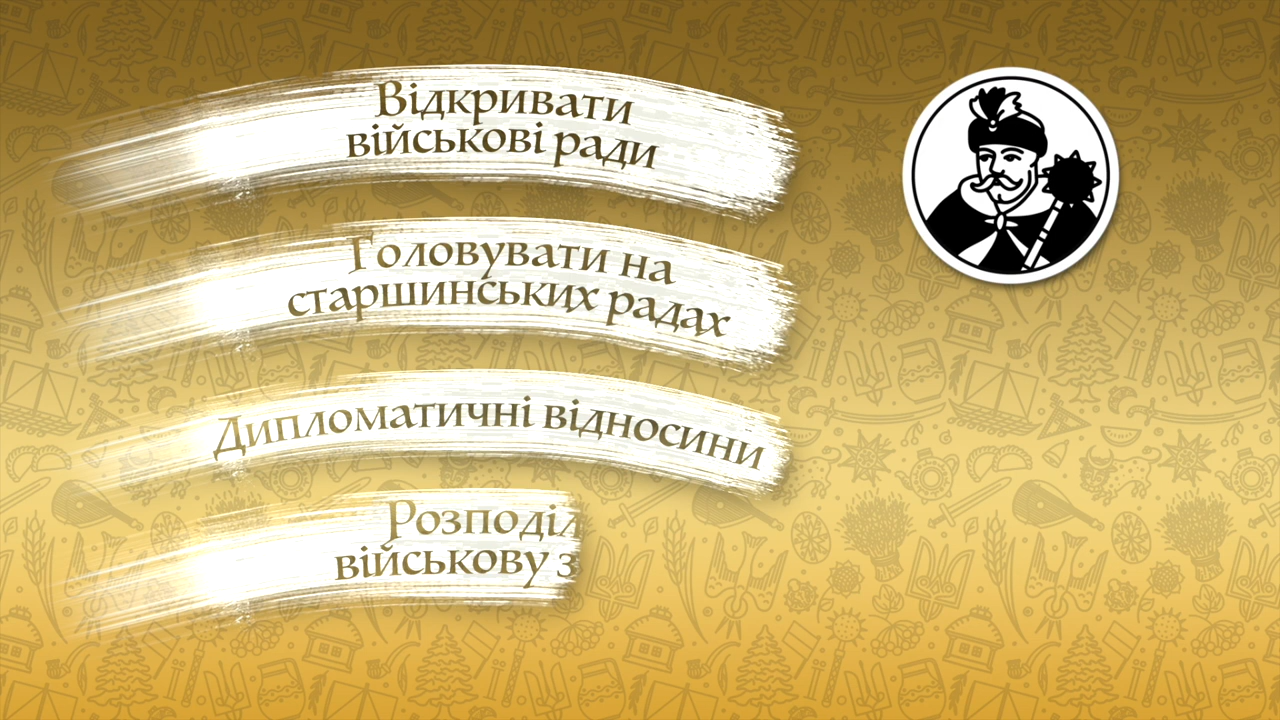 Відкривати
військові ради
Головувати на
старшинських радах
Дипломатичні відносини
військову